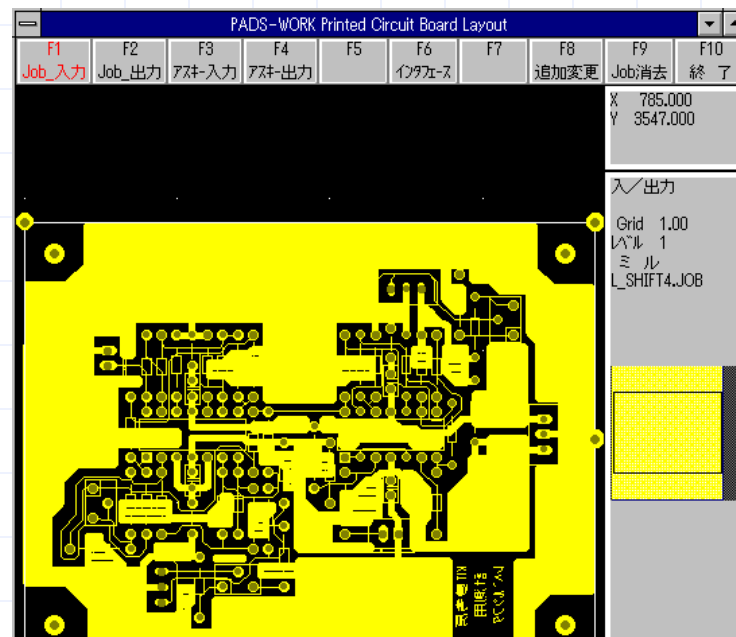 PADS-WORK Printed Circuit Board Layout
F1 F2 F3 F4 F5 F6 F7 F8 F9 F10
Job_入力 Job_出力 ｱｽｷｰ入力 ｱｽｷｰ出力 ｲﾝﾀﾌｪｰｽ 追加変更 Job消去 終 了
X 785.000
Y 3547.000
入／出力
Grid 1.00
ﾚﾍﾞﾙ 1
ミ ル
L_SHIFT4.JOB